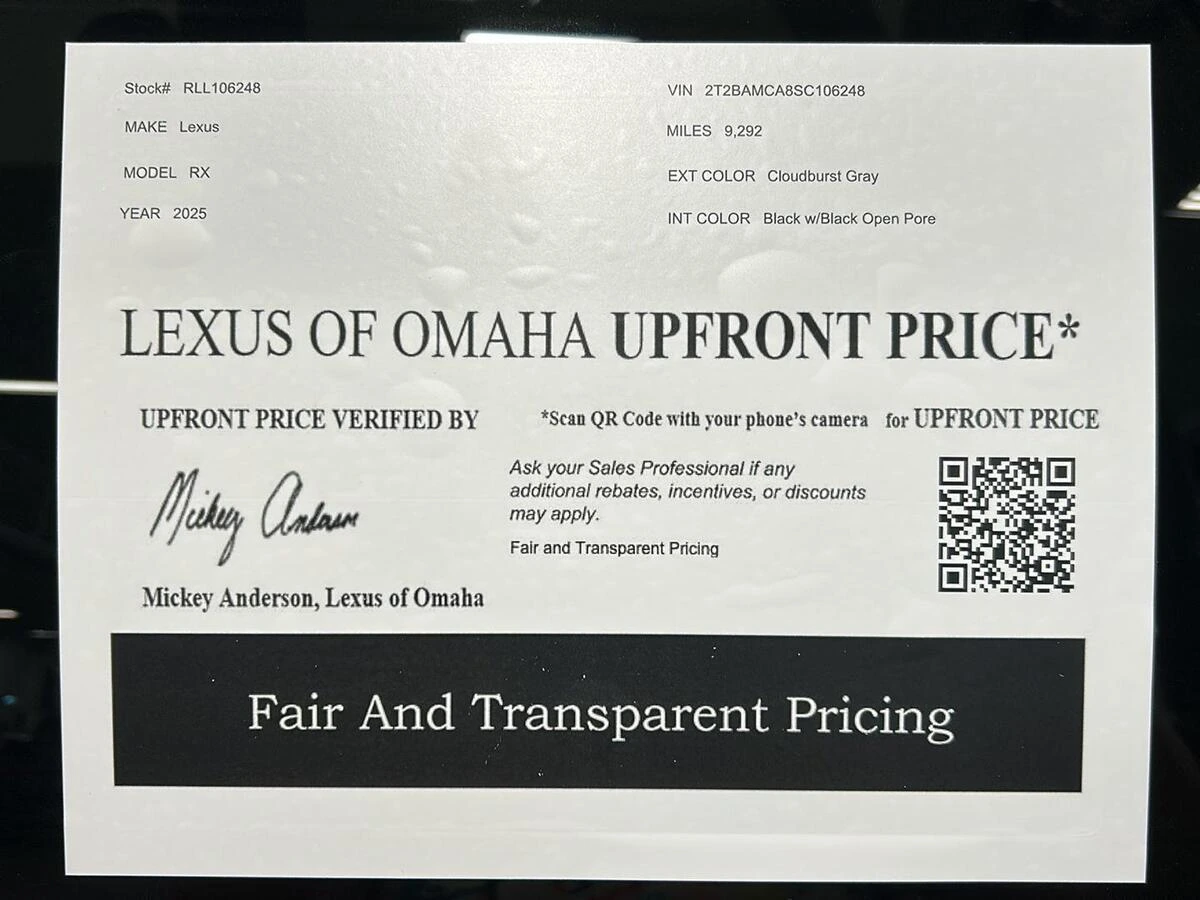 Stock# RLL106248
VIN 2T2BAMCA8SC106248
MAKE Lexus
MILES 9,292
MODEL RX
EXT COLOR Cloudburst Gray
YEAR 2025
INT COLOR Black w/Black Open Pore
LEXUS OF OMAHA UPFRONT PRICE*
UPFRONT PRICE VERIFIED BY
*Scan QR Code with your phone's camera for UPFRONT PRICE
Ask your Sales Professional if any
additional rebates, incentives, or discounts
may apply.
Fair and Transparent Pricing
Mickey Anderson
Mickey Anderson, Lexus of Omaha
Fair And Transparent Pricing